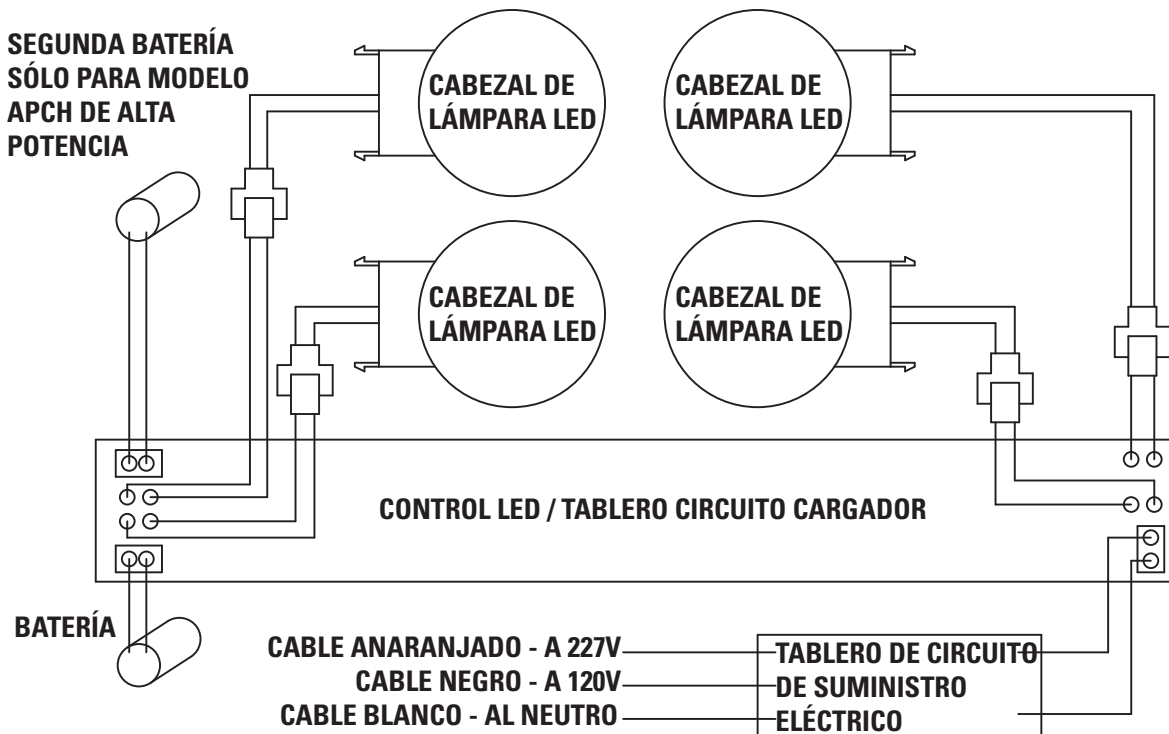 SEGUNDA BATERÍA
SÓLO PARA MODELO
APCH DE ALTA
POTENCIA
CABEZAL DE
LÁMPARA LED
CABEZAL DE
LÁMPARA LED
CABEZAL DE
LÁMPARA LED
CABEZAL DE
LÁMPARA LED
CONTROL LED / TABLERO CIRCUITO CARGADOR
BATERÍA
CABLE ANARANJADO - A 227V
CABLE NEGRO - A 120V
CABLE BLANCO - AL NEUTRO
TABLERO DE CIRCUITO
DE SUMINISTRO
ELÉCTRICO